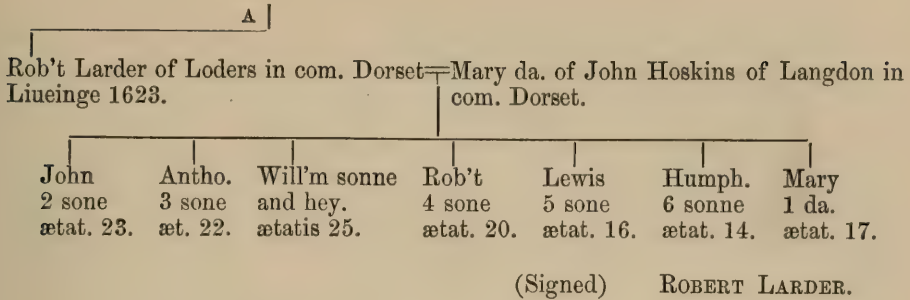 A
Rob't Larder of Loders in com. Dorset Mary da. of John Hoskins of Langdon in
Liueinge 1623. com. Dorset.
John Antho. Will'm sonne Rob't Lewis Humph. Mary
2 sone 3 sone and hey. 4 sone 5 sone 6 sonne 1 da.
ætat. 23. æt. 22. ætatis 25. ætat. 20. ætat. 16. ætat. 14. ætat. 17.
(Signed) ROBERT LARDER.